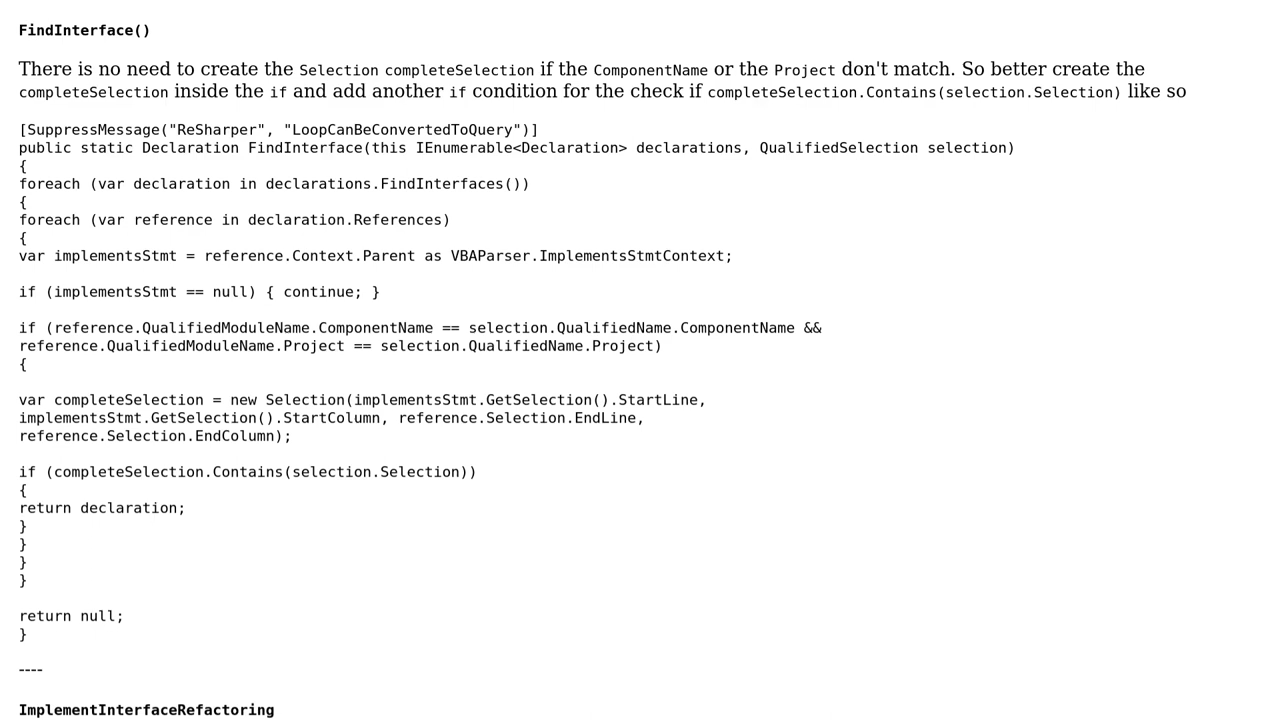 FindInterface()
There is no need to create the Selection completeSelection if the ComponentName or the Project don't match. So better create the
completeSelection inside the if and add another if condition for the check if completeSelection.Contains(selection.Selection) like so
[SuppressMessage("ReSharper", "LoopCanBeConvertedToQuery")]
public static Declaration FindInterface(this IEnumerable<Declaration> declarations, QualifiedSelection selection)
{
foreach (var declaration in declarations.FindInterfaces())
{
foreach (var reference in declaration.References)
{
var implementsStmt = reference.Context.Parent as VBAParser.ImplementsStmtContext;
if (implementsStmt == null) { continue; }
if (reference.QualifiedModuleName.ComponentName == selection.QualifiedName.ComponentName &&
reference.QualifiedModuleName.Project == selection.QualifiedName.Project)
{
var completeSelection = new Selection(implementsStmt.GetSelection().StartLine,
implementsStmt.GetSelection().StartColumn, reference.Selection.EndLine,
reference.Selection.EndColumn);
if (completeSelection.Contains(selection.Selection))
{
return declaration;
}
}
}
}
return null;
}
----
ImplementInterfaceRefactoring